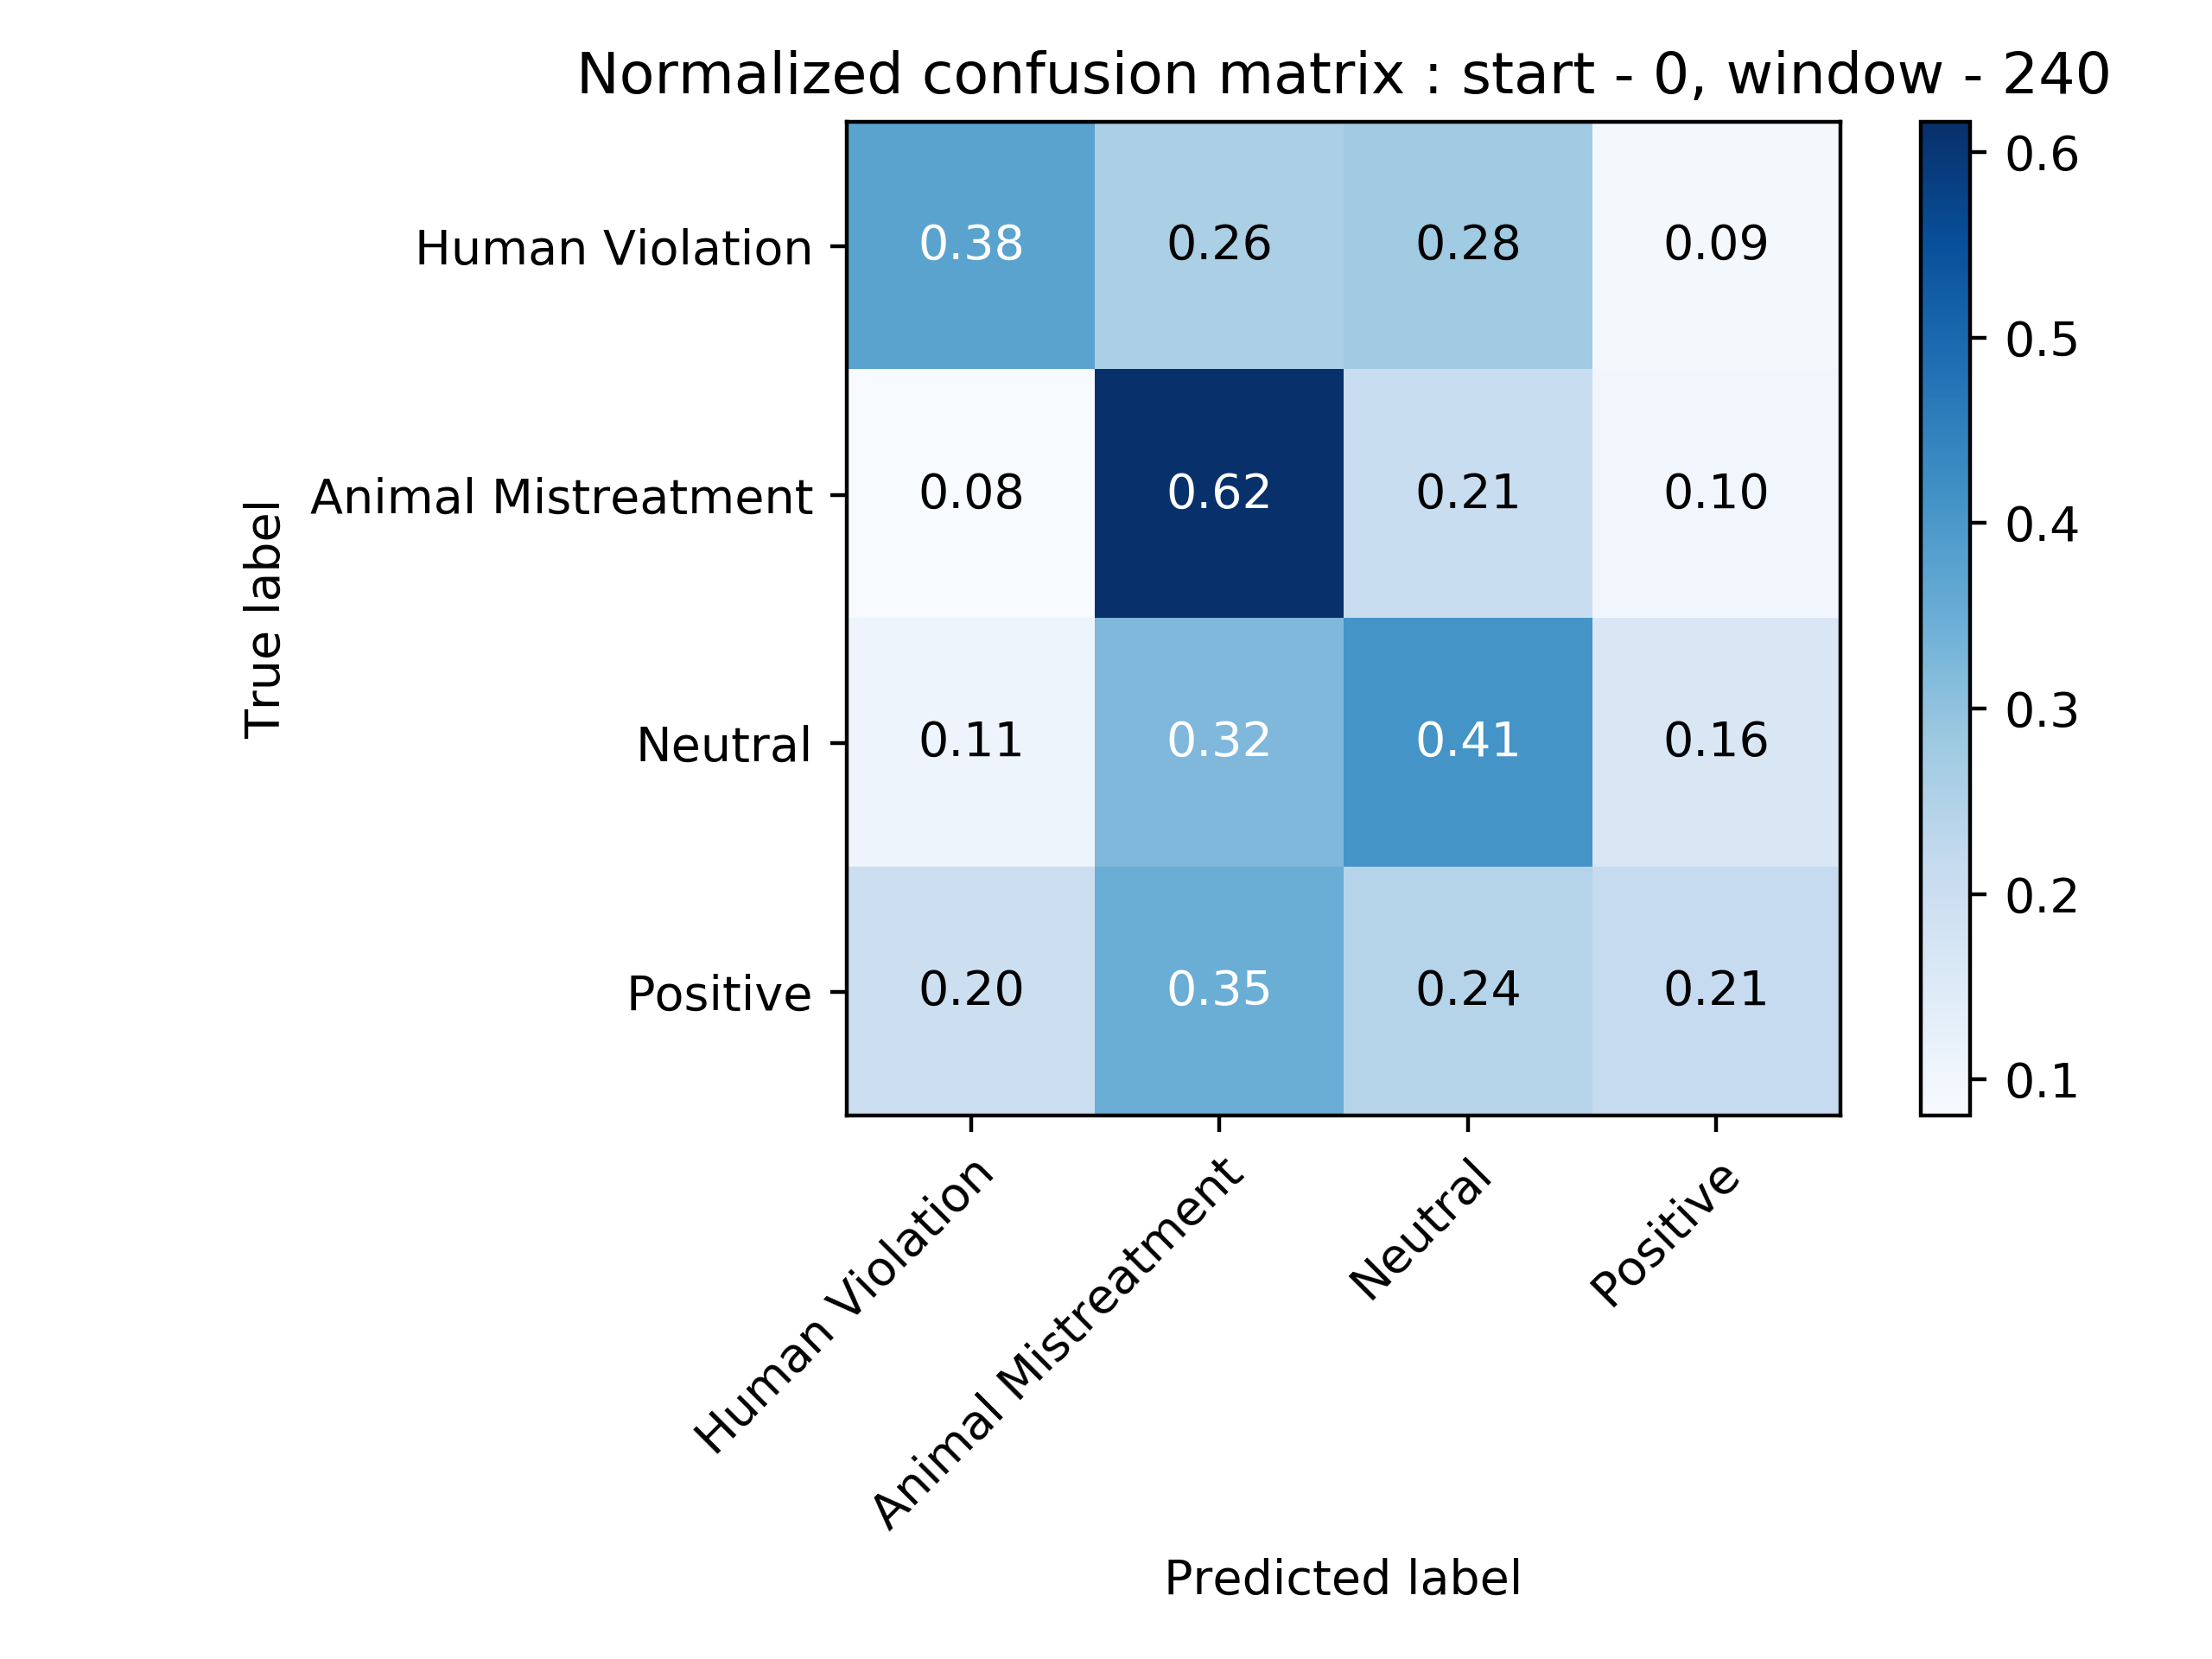 Normalized confusion matrix : start - 0, window - 240
True label
Human Violation
0.38 0.26 0.28 0.09
Animal Mistreatment
0.08 0.62 0.21 0.10
Neutral
0.11 0.32 0.41 0.16
Positive
0.20 0.35 0.24 0.21
Human Violation
Animal Mistreatment
Neutral
Positive
Predicted label
0.6
0.5
0.4
0.3
0.2
0.1